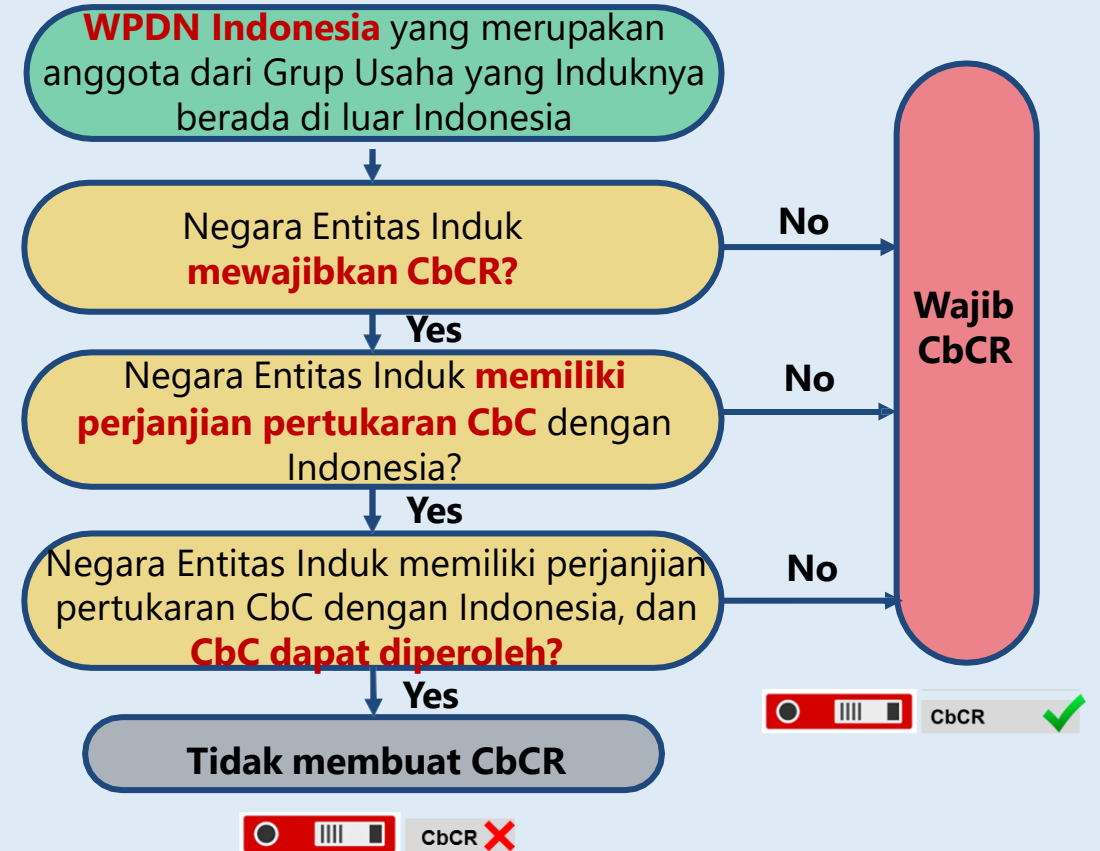 WPDN Indonesia yang merupakan
anggota dari Grup Usaha yang Induknya
berada di luar Indonesia
Negara Entitas Induk
mewajibkan CbCR?
No
Yes
Negara Entitas Induk memiliki
perjanjian pertukaran CbC dengan
Indonesia?
No
Yes
Negara Entitas Induk memiliki perjanjian
pertukaran CbC dengan Indonesia, dan
CbC dapat diperoleh?
No
Yes
Tidak membuat CbCR
CbCR
Wajib
CbCR
CbCR